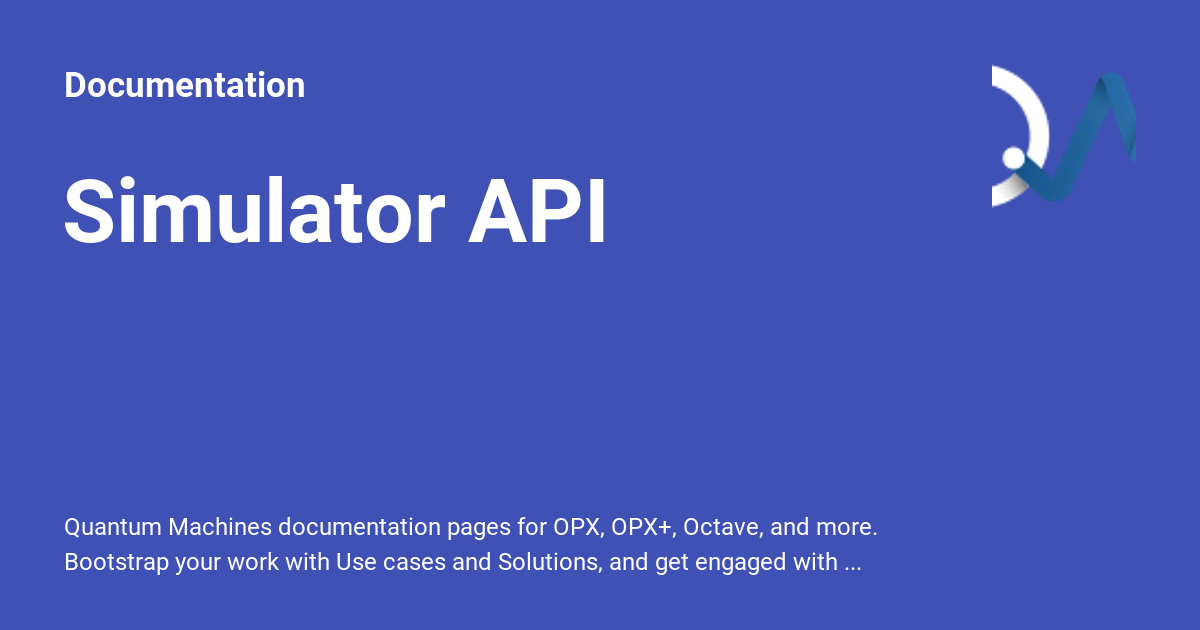 Documentation
Simulator API
Quantum Machines documentation pages for OPX, OPX+, Octave, and more.
Bootstrap your work with Use cases and Solutions, and get engaged with ...